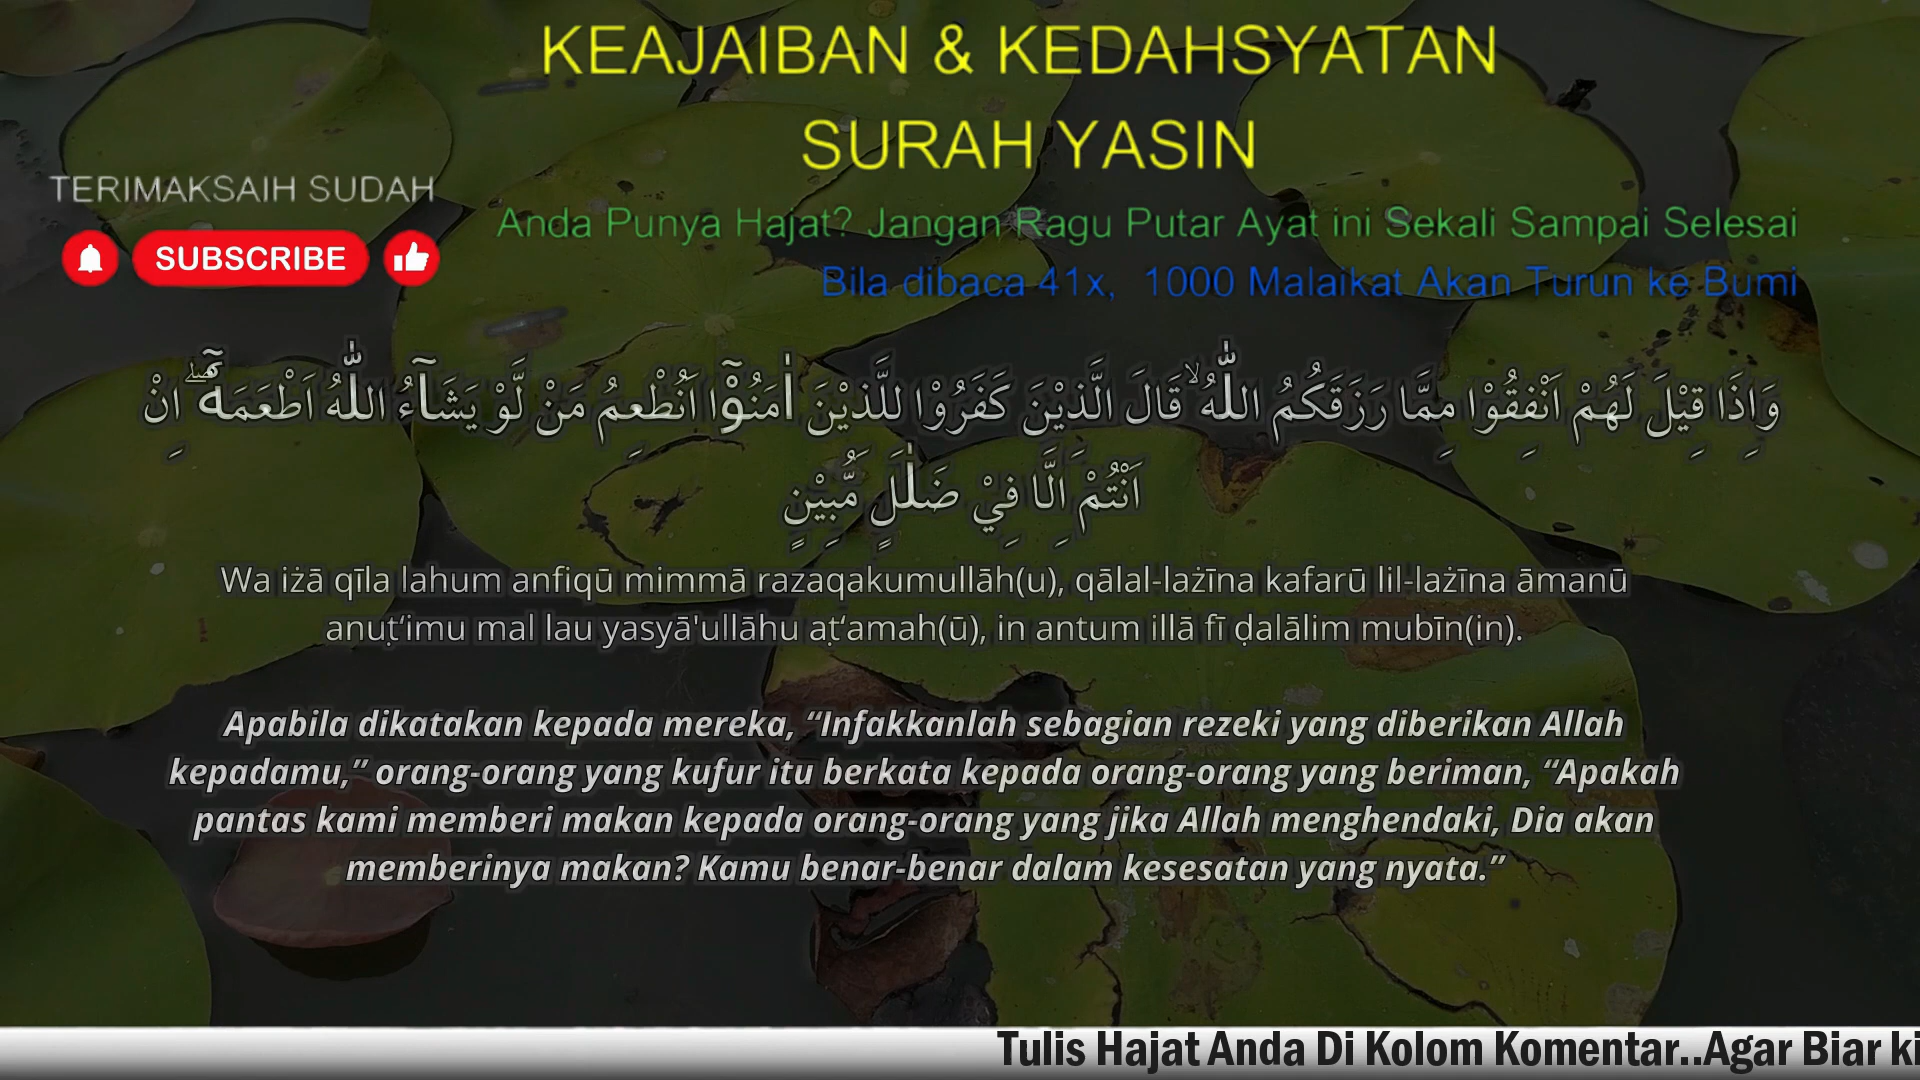 KEAJAIBAN & KEDAHSYATAN
SURAH YASIN
TERIMAKSAIH SUDAH
SUBSCRIBE
Anda Punya Hajat? Jangan Ragu Putar Ayat ini Sekali Sampai Selesai
Bila dibaca 41x, 1000 Malaikat Akan Turun ke Bumi
وَاِذَا قِيْلَ لَهُمْ اَنْفِقُوْا مِمَّا رَزَقَكُمُ اللّٰهُ ۙقَالَ الَّذِيْنَ كَفَرُوْا لِلَّذِيْنَ اٰمَنُوْٓا اَنُطْعِمُ مَنْ لَّوْ يَشَاۤءُ اللّٰهُ اَطْعَمَهٗٓ ۖاِنْ
اَنْتُمْ اِلَّا فِيْ ضَلٰلٍ مُّبِيْنٍ
Wa iżā qīla lahum anfiqū mimmā razaqakumullāh(u), qālal-lażīna kafarū lil-lażīna āmanū
anuṭ‘imu mal lau yasyā'ullāhu aṭ‘amah(ū), in antum illā fī ḍalālim mubīn(in).
Apabila dikatakan kepada mereka, “Infakkanlah sebagian rezeki yang diberikan Allah
kepadamu,” orang-orang yang kufur itu berkata kepada orang-orang yang beriman, “Apakah
pantas kami memberi makan kepada orang-orang yang jika Allah menghendaki, Dia akan
memberinya makan? Kamu benar-benar dalam kesesatan yang nyata.”
Tulis Hajat Anda Di Kolom Komentar..Agar Biar ki